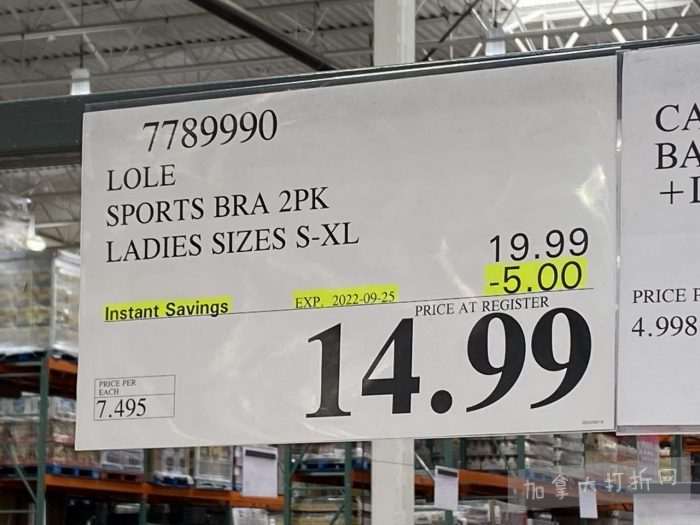 7789990
LOLE
SPORTS BRA 2PK
LADIES SIZES S-XL
19.99
-5.00
Instant Savings
EXP. 2022-09-25
PRICE AT REGISTER
14.99
PRICE PER
EACH
7.495
CA
BA
+I
PRICE P
4.998
加拿大打折网